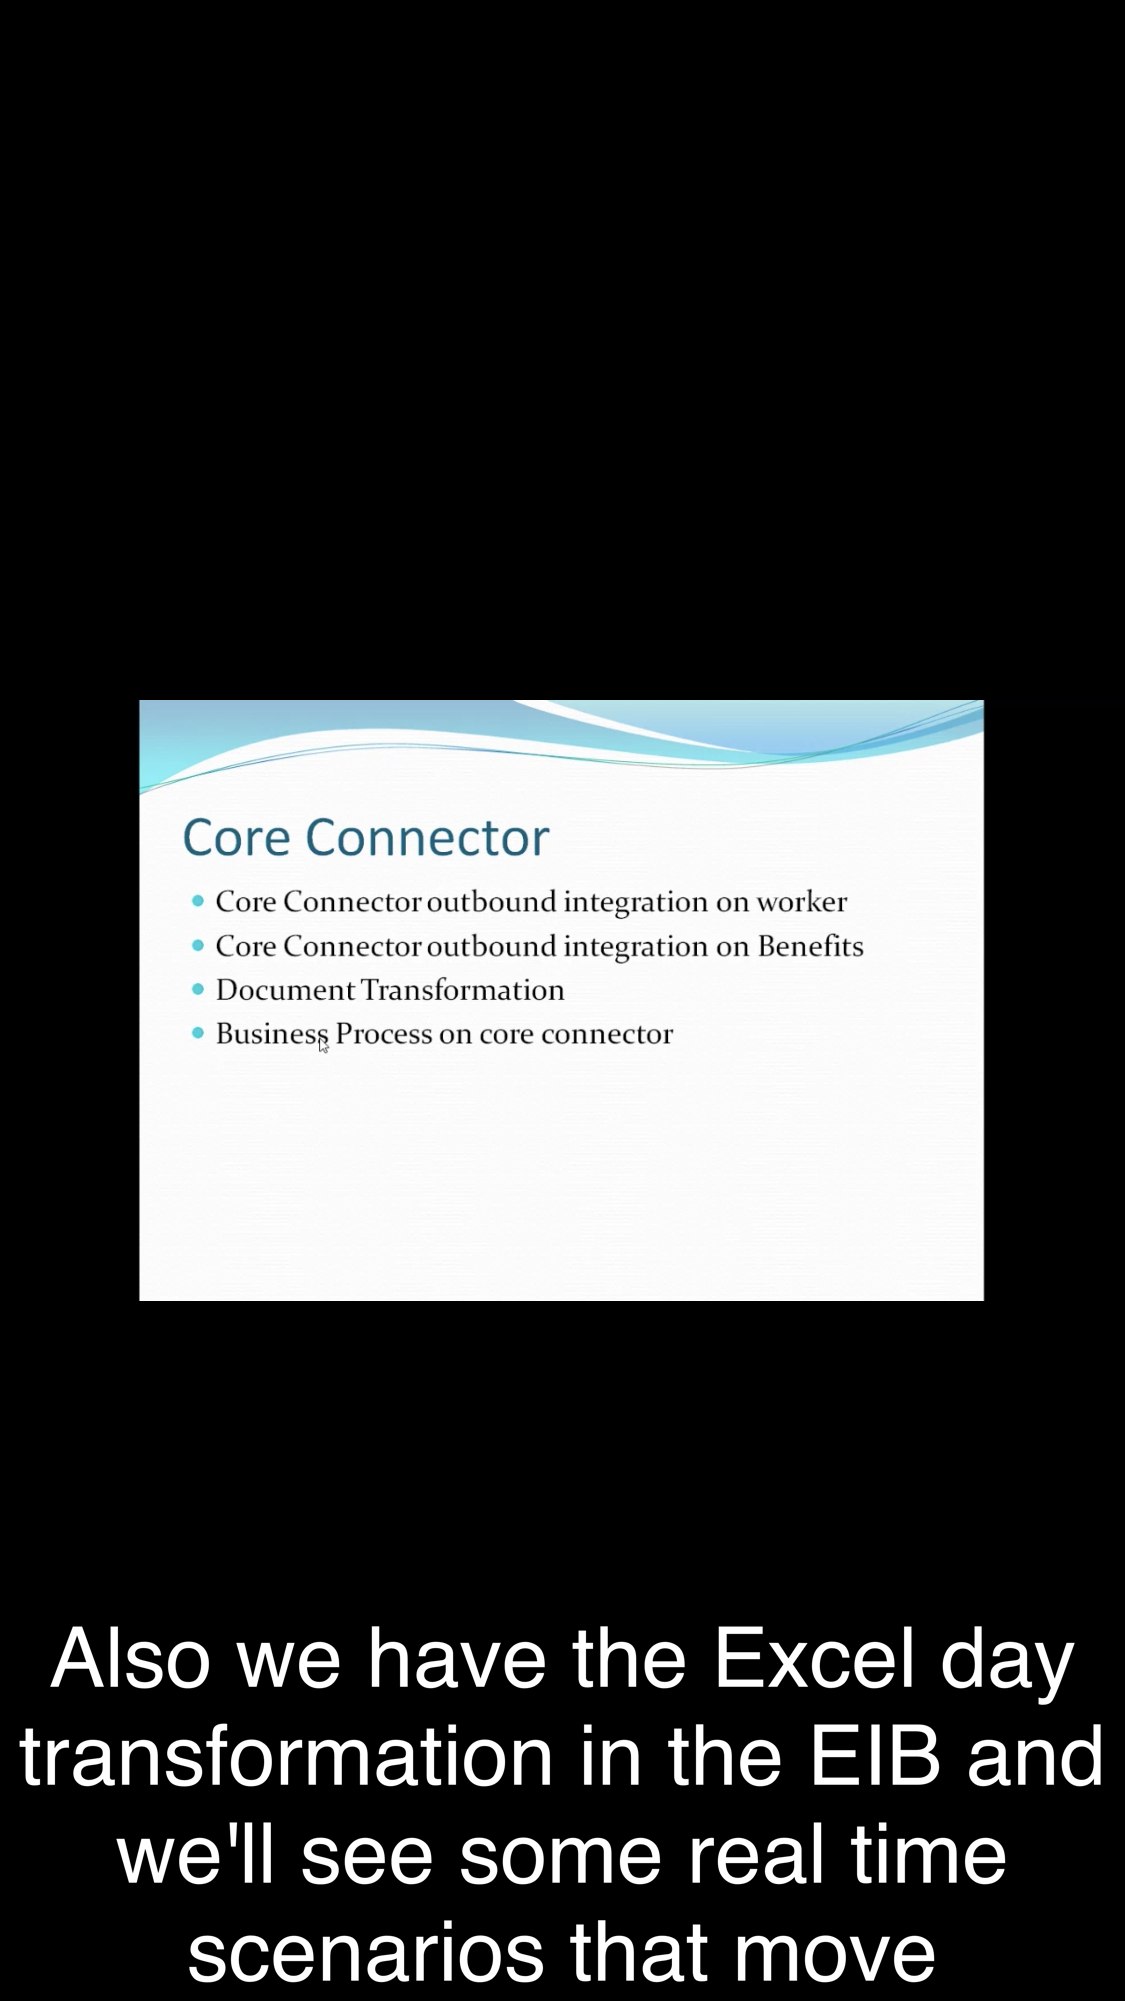 Core Connector
Core Connector outbound integration on worker
Core Connector outbound integration on Benefits
Document Transformation
Business Process on core connector
Also we have the Excel day
transformation in the EIB and
we'll see some real time
scenarios that move